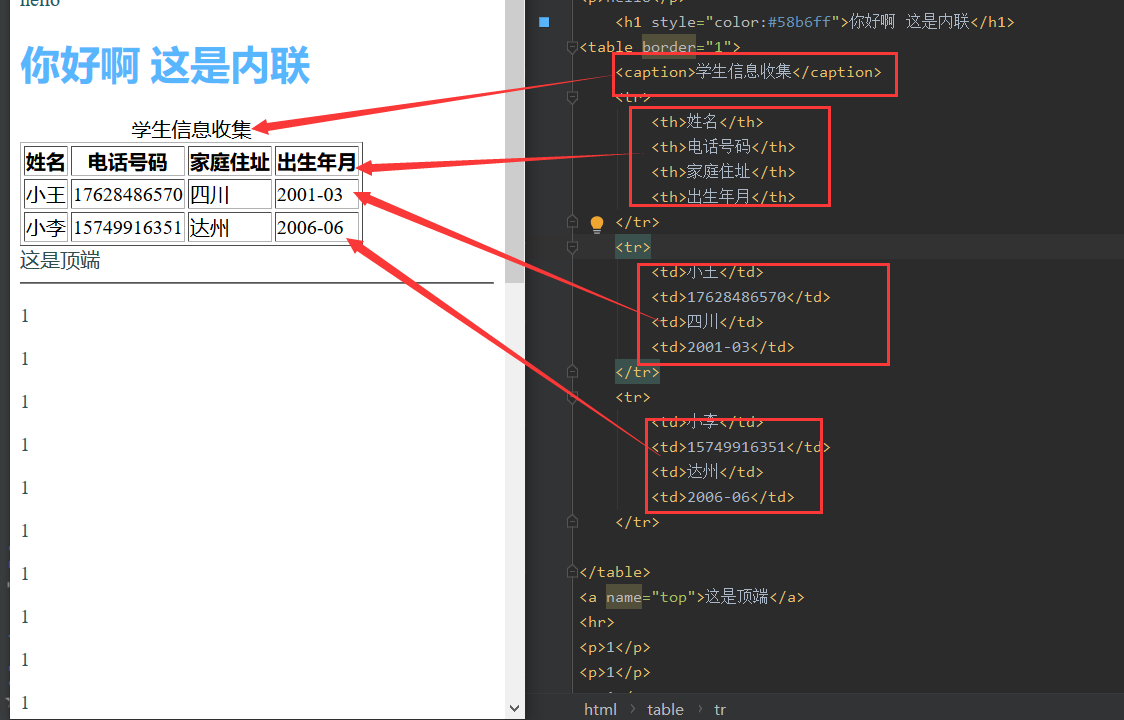 hello
你好啊 这是内联
学生信息收集
姓名 电话号码 家庭住址 出生年月
小王 17628486570 四川 2001-03
小李 15749916351 达州 2006-06
这是顶端
1
1
1
1
1
1
1
1
1
1
<p>hello</p>
<h1 style="color:#58b6ff">你好啊 这是内联</h1>
<table border="1">
<caption>学生信息收集</caption>
<tr>
<th>姓名</th>
<th>电话号码</th>
<th>家庭住址</th>
<th>出生年月</th>
</tr>
<tr>
<td>小王</td>
<td>17628486570</td>
<td>四川</td>
<td>2001-03</td>
</tr>
<tr>
<td>小李</td>
<td>15749916351</td>
<td>达州</td>
<td>2006-06</td>
</tr>
</table>
<a name="top">这是顶端</a>
<hr>
<p>1</p>
<p>1</p>
html > table > tr